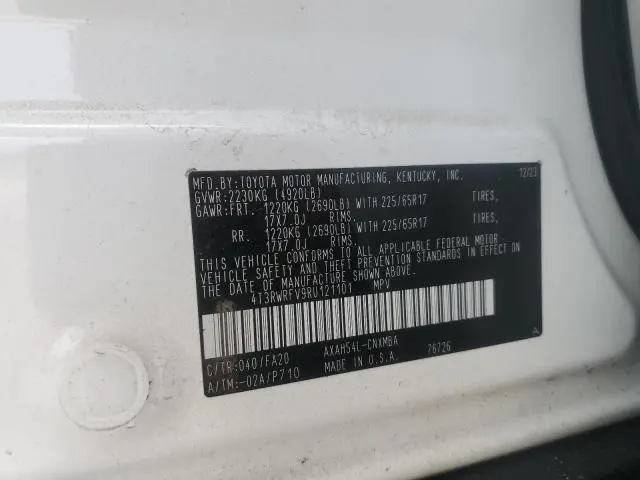 MFD.BY:TOYOTA MOTOR MANUFACTURING, KENTUCKY, INC. 12/23
GVWR:2230KG (4920LB)
GAWR:FRT. 1220KG (2690LB) WITH 225/65R17 TIRES,
17X7.0J RIMS.
RR. 1220KG (2690LB) WITH 225/65R17 TIRES,
17X7.0J RIMS.
THIS VEHICLE CONFORMS TO ALL APPLICABLE FEDERAL MOTOR
VEHICLE SAFETY AND THEFT PREVENTION STANDARDS IN EFFECT ON
THE DATE OF MANUFACTURE SHOWN ABOVE.
4T3RWRFV9RU121101 MPV
C/TR:040/FA20 AXAH54L-CNXMBA 76726
A/TM:-02A/P710 MADE IN U.S.A. A